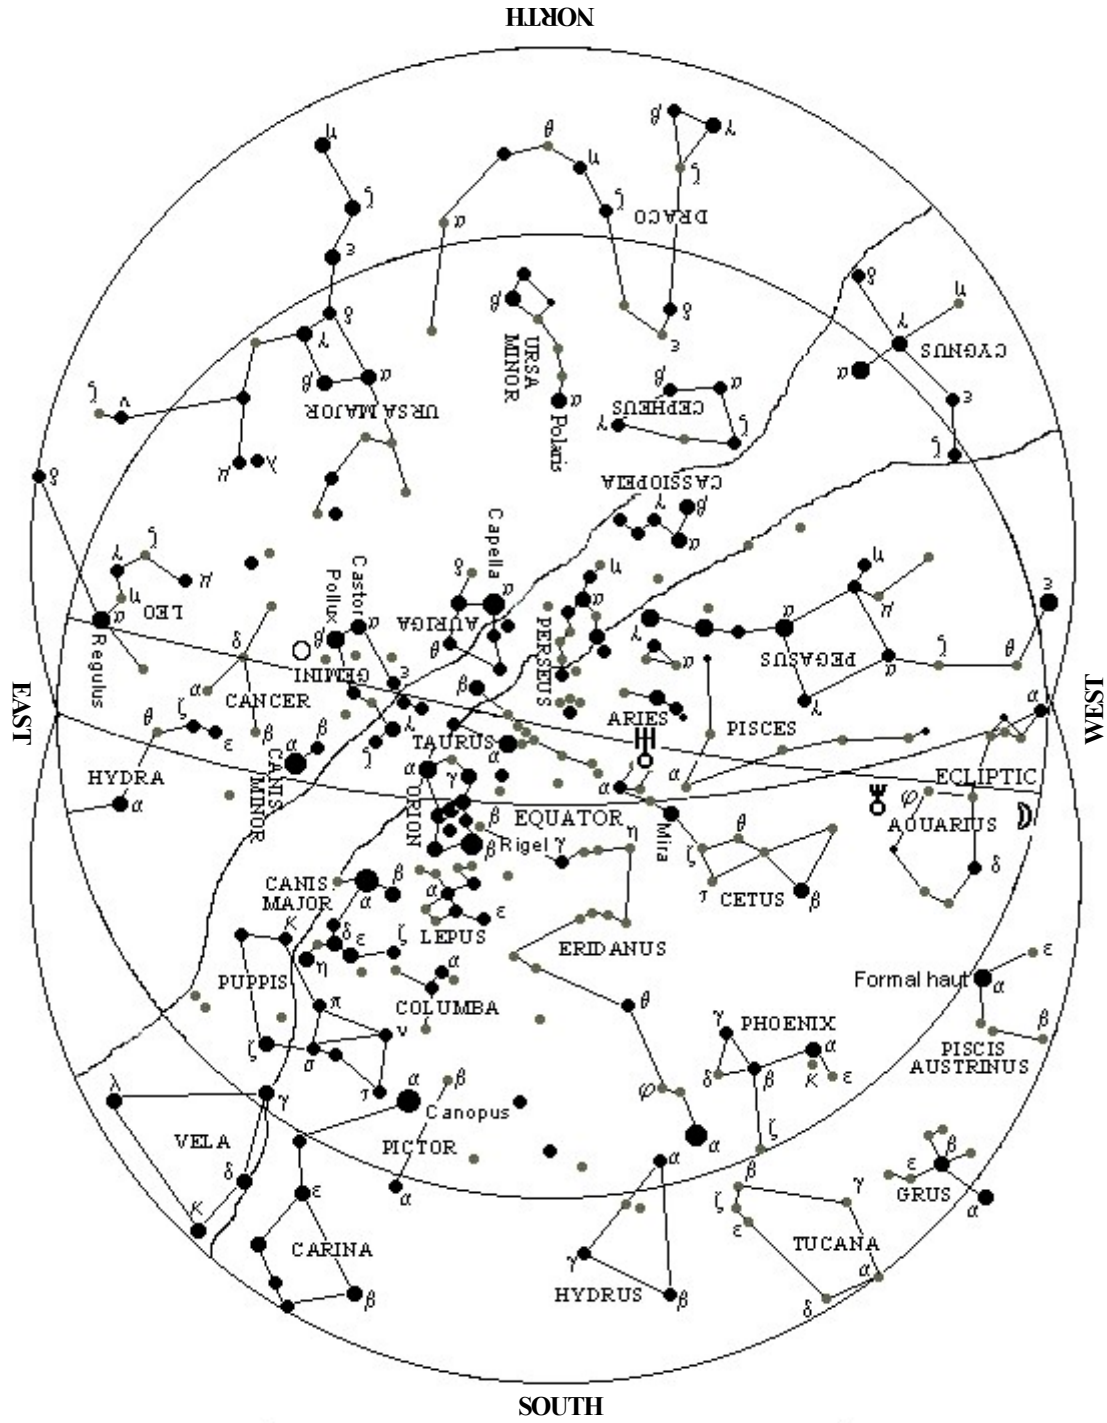 NORTH
β
γ
μ
θ
η
ζ
ζ
ζ
DRACO
α
ε
δ
η
β
URSA
MINOR
δ
δ
γ
ε
CYGNUS
α
γ
β
α
α
β
α
URSA MAJOR
Polaris
CEPHEUS
ε
ζ
ν
γ
ζ
ζ
μ
λ
δ
CASSIOPEIA
γ
β
α
Capella
ζ
γ
μ
η
α
LEO
Regulus
Castor
Pollux
α
β
δ
α
AURIGA
θ
η
α
PERSEUS
γ
α
η
μ
PEGASUS
α
ζ
θ
ε
γ
δ
GEMINI
ε
β
α
CANCER
β
ARIES
PISCES
α
EAST
WEST
θ
ζ
ε
HYDRA
α
α
β
CANIS
MINOR
ζ
γ
TAURUS
α
α
γ
ORION
β
β
EQUATOR
Rigel
γ
η
α
α
Mira
ECLIPTIC
φ
AQUARIUS
δ
ζ
θ
τ
CETUS
β
CANIS
MAJOR
β
α
α
ε
LEPUS
κ
δ
ε
ζ
η
PUPPIS
α
COLUMBA
ERIDANUS
θ
Formal haut
α
ε
β
PISCIS
AUSTRINUS
π
ν
ζ
σ
τ
γ
PHOENIX
α
δ
β
κ
ε
φ
ζ
α
λ
γ
VELA
δ
κ
α
Canopus
β
PICTOR
α
ε
CARINA
β
α
γ
HYDRUS
β
β
ζ
ε
γ
TUCANA
α
δ
β
ε
GRUS
α
SOUTH